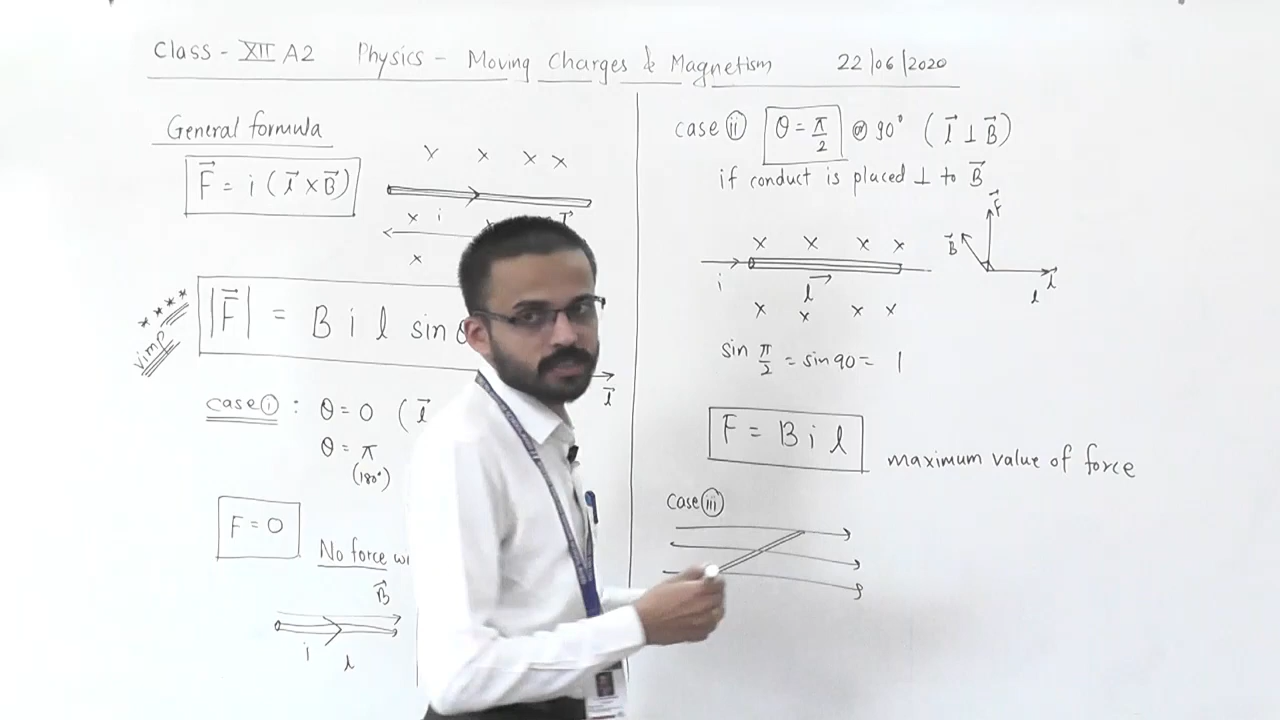 Class - XII A2 Physics - Moving Charges & Magnetism 22/06/2020
General formula
F⃗ = i (l⃗ × B⃗)
x x x x
x i
x
|F⃗| = B i l sin
Vimp
****
l⃗
case (i) : θ = 0 (l⃗
θ = π
(180°)
F = 0
No force
B⃗
i l
case (ii) θ = π/2 or 90° (l⃗ ⊥ B⃗)
if conduct is placed ⊥ to B⃗
F⃗
B⃗
x x x x
i l⃗
l⃗
x x x x
sin π/2 = sin 90 = 1
F = B i l
maximum value of force
case (iii)